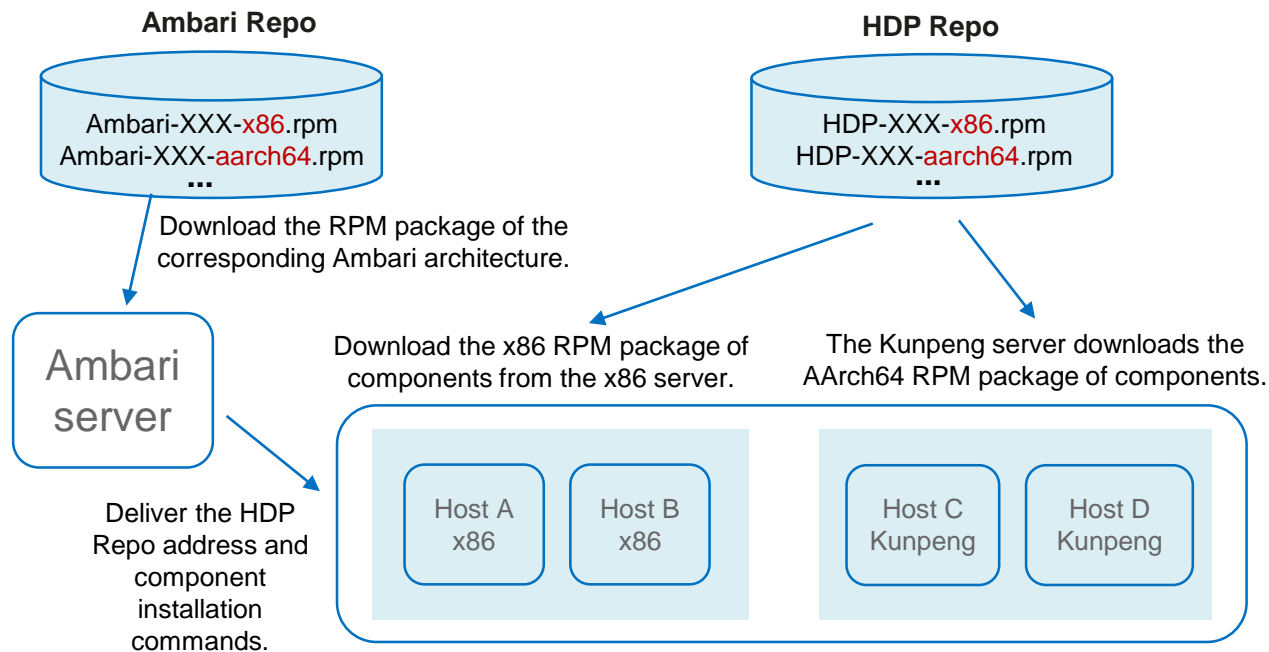 Ambari Repo
Ambari-XXX-x86.rpm
Ambari-XXX-aarch64.rpm
...
HDP Repo
HDP-XXX-x86.rpm
HDP-XXX-aarch64.rpm
...
Download the RPM package of the
corresponding Ambari architecture.
Ambari
server
Download the x86 RPM package of
components from the x86 server.
The Kunpeng server downloads the
AArch64 RPM package of components.
Deliver the HDP
Repo address and
component
installation
commands.
Host A
x86
Host B
x86
Host C
Kunpeng
Host D
Kunpeng